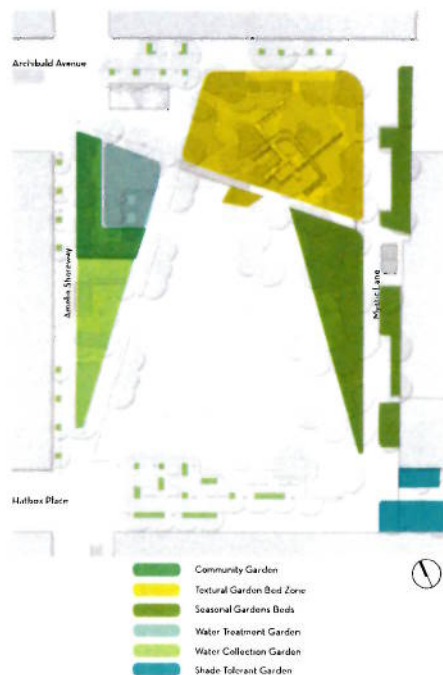 Archibald Avenue
Amelia Shoreway
Mystic Lane
Hatbox Place
Community Garden
Textural Garden Bed Zone
Seasonal Gardens Beds
Water Treatment Garden
Water Collection Garden
Shade Tolerant Garden